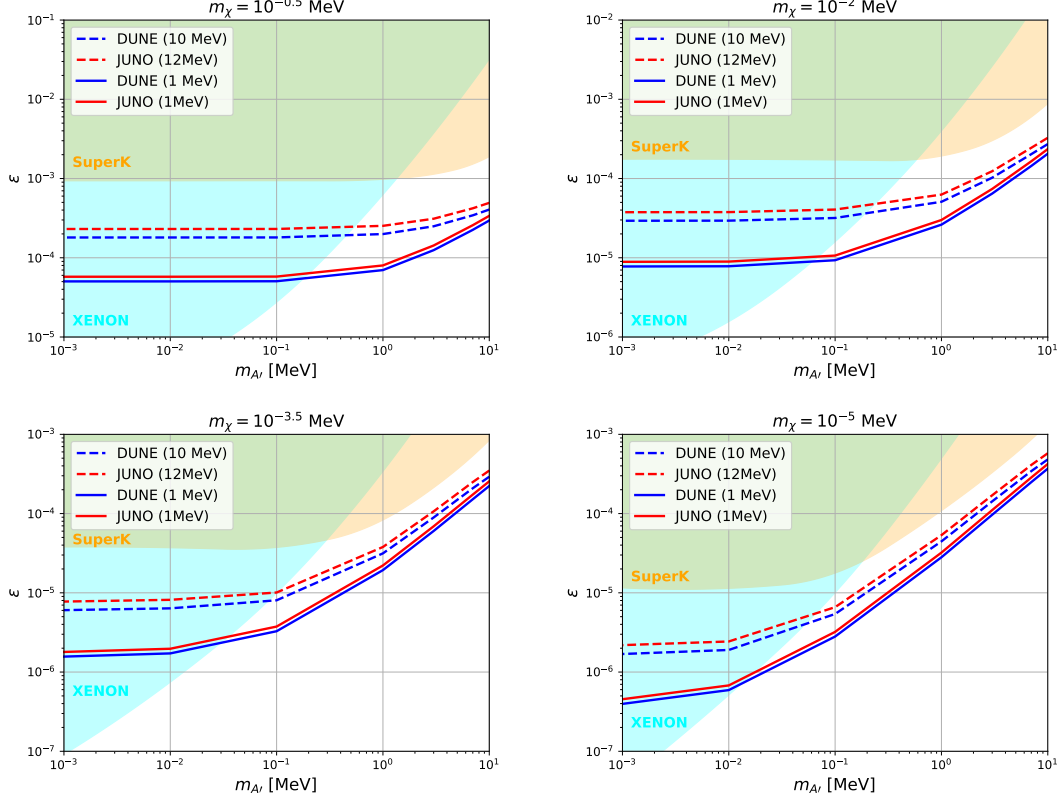 m_χ = 10^−0.5 MeV
DUNE (10 MeV)
JUNO (12MeV)
DUNE (1 MeV)
JUNO (1MeV)
SuperK
XENON
ε
10^−1
10^−2
10^−3
10^−4
10^−5
10^−3 10^−2 10^−1 10^0 10^1
m_A′ [MeV]
m_χ = 10^−2 MeV
DUNE (10 MeV)
JUNO (12MeV)
DUNE (1 MeV)
JUNO (1MeV)
SuperK
XENON
ε
10^−2
10^−3
10^−4
10^−5
10^−6
10^−3 10^−2 10^−1 10^0 10^1
m_A′ [MeV]
m_χ = 10^−3.5 MeV
DUNE (10 MeV)
JUNO (12MeV)
DUNE (1 MeV)
JUNO (1MeV)
SuperK
XENON
ε
10^−3
10^−4
10^−5
10^−6
10^−7
10^−3 10^−2 10^−1 10^0 10^1
m_A′ [MeV]
m_χ = 10^−5 MeV
DUNE (10 MeV)
JUNO (12MeV)
DUNE (1 MeV)
JUNO (1MeV)
SuperK
XENON
ε
10^−3
10^−4
10^−5
10^−6
10^−7
10^−3 10^−2 10^−1 10^0 10^1
m_A′ [MeV]